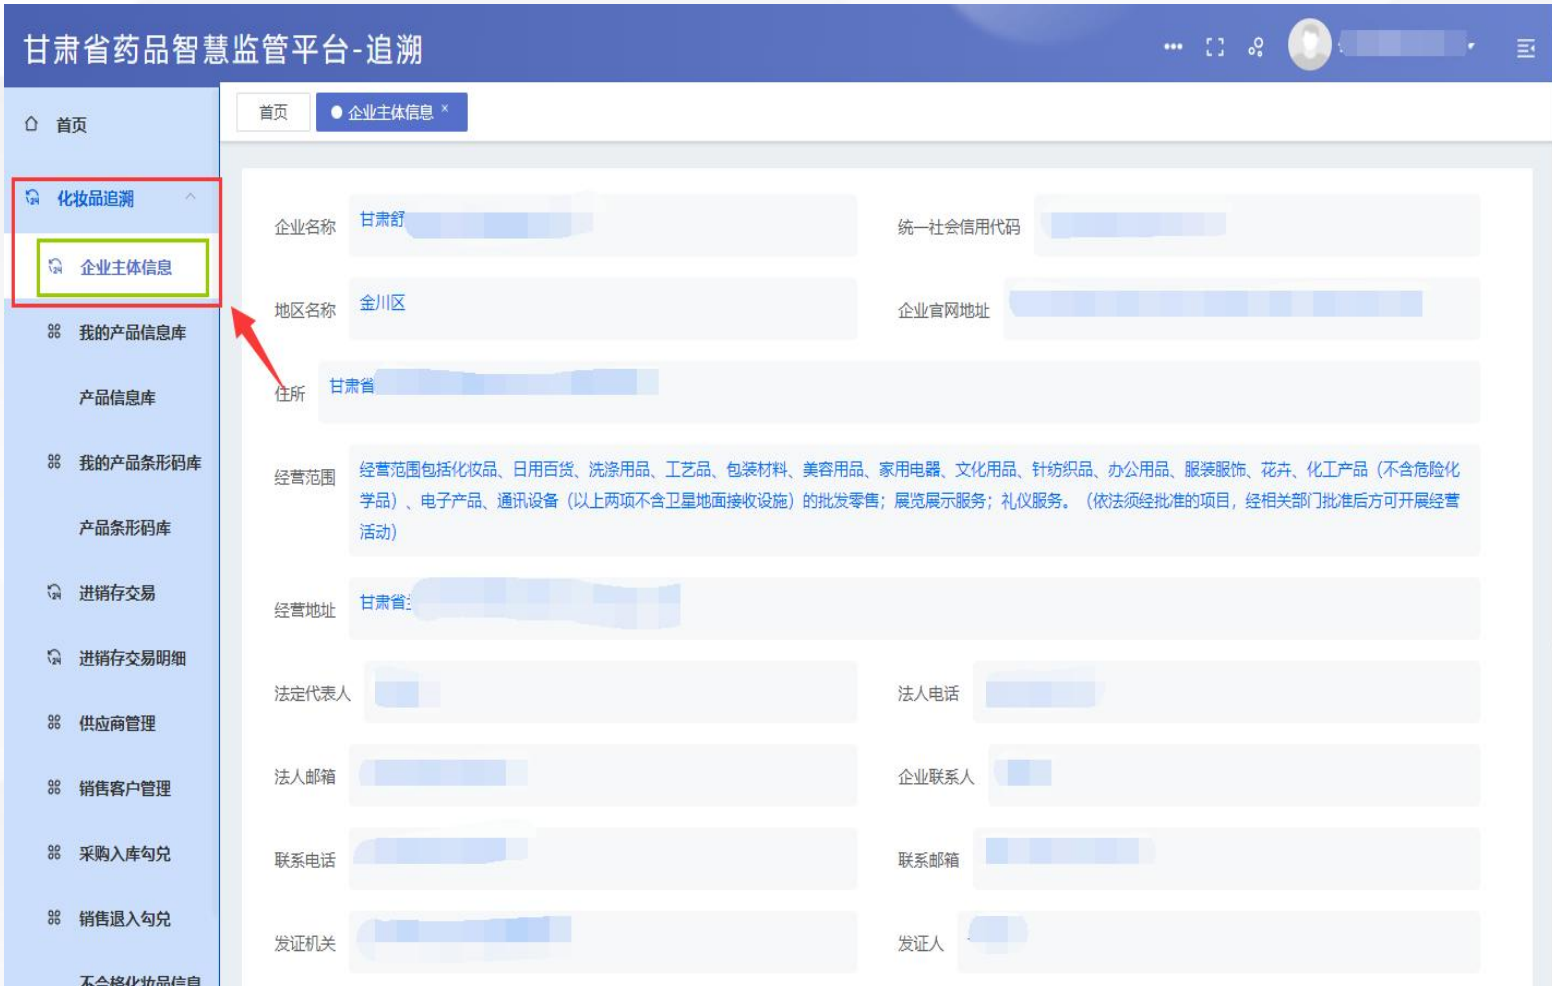 甘肃省药品智慧监管平台-追溯
首页
企业主体信息 ×
首页
化妆品追溯
企业主体信息
我的产品信息库
产品信息库
我的产品条形码库
产品条形码库
进销存交易
进销存交易明细
供应商管理
销售客户管理
采购入库勾兑
销售退入勾兑
不合格化妆品信息
企业名称 甘肃舒
统一社会信用代码
地区名称 金川区
企业官网地址
住所 甘肃省
经营范围 经营范围包括化妆品、日用百货、洗涤用品、工艺品、包装材料、美容用品、家用电器、文化用品、针纺织品、办公用品、服装服饰、花卉、化工产品（不含危险化
学品）、电子产品、通讯设备（以上两项不含卫星地面接收设施）的批发零售；展览展示服务；礼仪服务。（依法须经批准的项目，经相关部门批准后方可开展经营
活动）
经营地址 甘肃省
法定代表人
法人电话
法人邮箱
企业联系人
联系电话
联系邮箱
发证机关
发证人